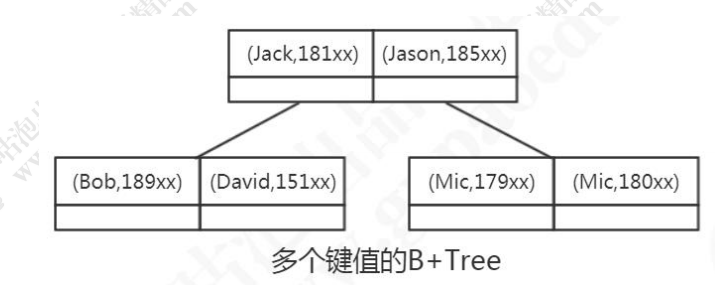 (Jack,181xx) (Jason,185xx)
(Bob,189xx) (David,151xx) (Mic,179xx) (Mic,180xx)
多个键值的B+Tree